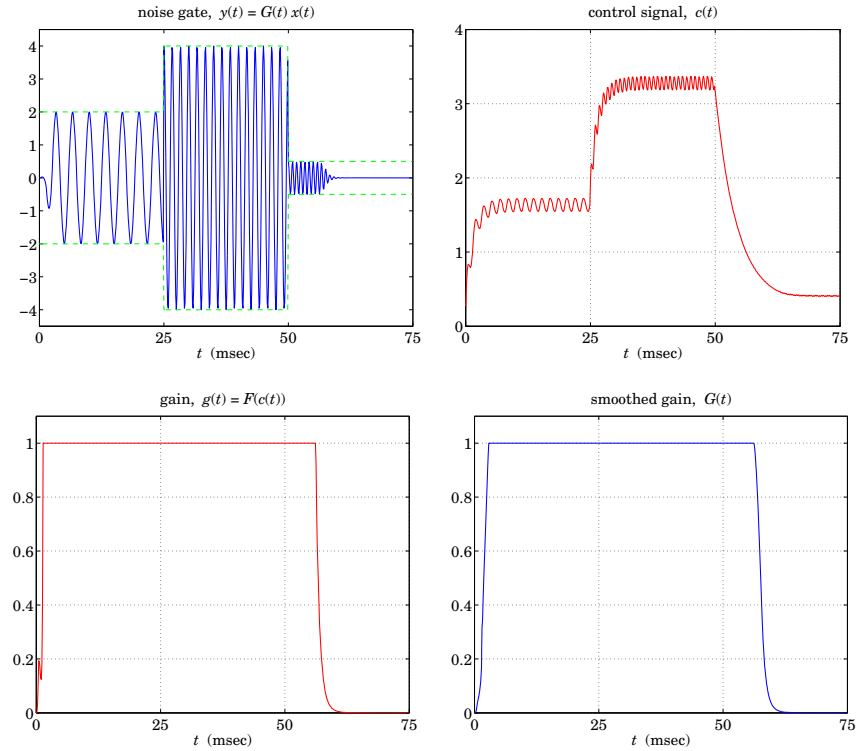 noise gate, y(t) = G(t) x(t)
4
3
2
1
0
−1
−2
−3
−4
0 25 50 75
t (msec)
control signal, c(t)
4
3
2
1
0
0 25 50 75
t (msec)
gain, g(t) = F(c(t))
1
0.8
0.6
0.4
0.2
0
0 25 50 75
t (msec)
smoothed gain, G(t)
1
0.8
0.6
0.4
0.2
0
0 25 50 75
t (msec)